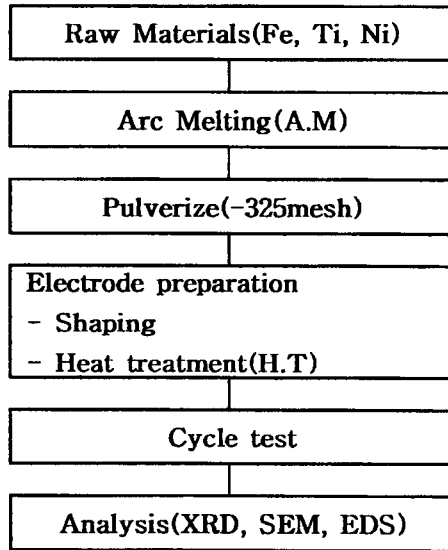 Raw Materials(Fe, Ti, Ni)
Arc Melting(A.M)
Pulverize(-325mesh)
Electrode preparation
- Shaping
- Heat treatment(H.T)
Cycle test
Analysis(XRD, SEM, EDS)